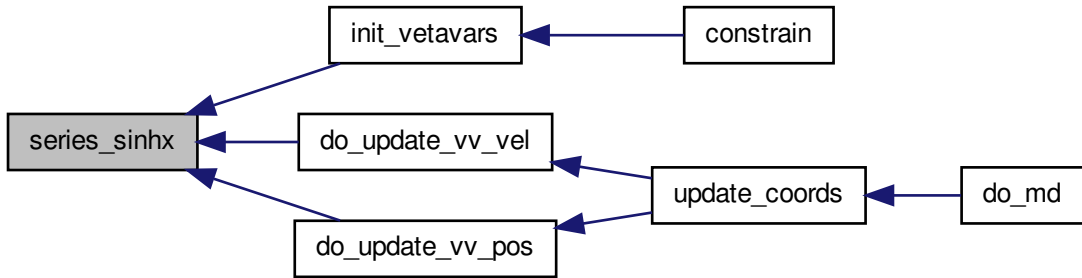 init_vetavars
constrain
series_sinhx
do_update_vv_vel
update_coords
do_md
do_update_vv_pos